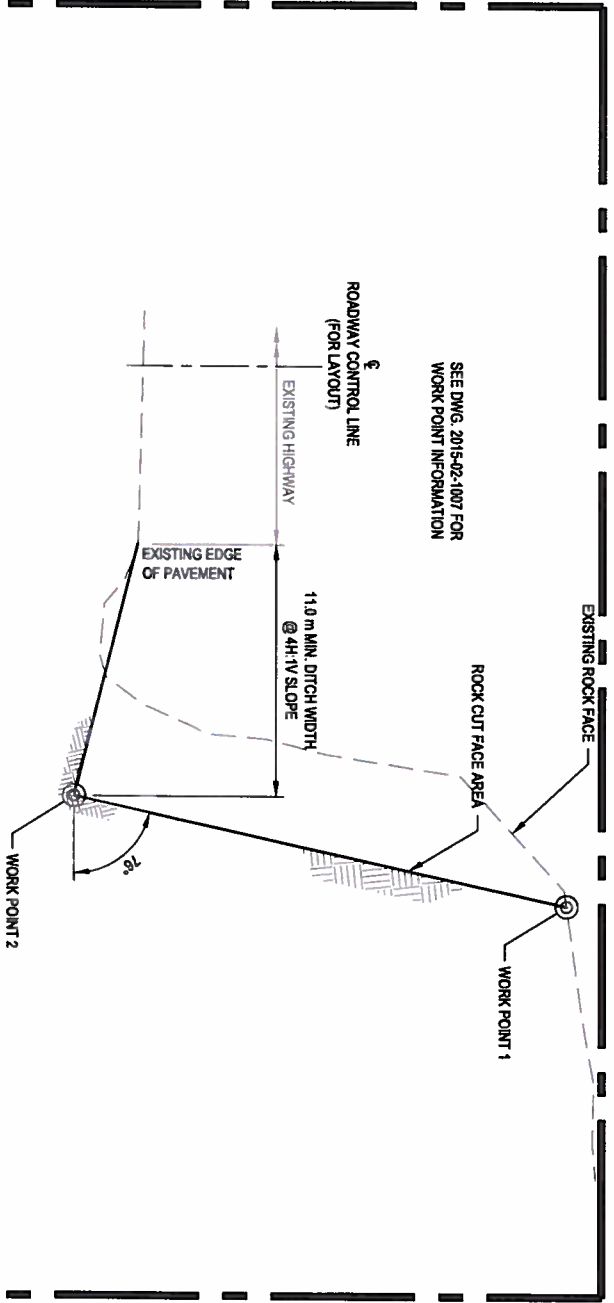 SEE DWG. 2015-02-1007 FOR
WORK POINT INFORMATION
EXISTING ROCK FACE
ROCK CUT FACE AREA
WORK POINT 1
℄
ROADWAY CONTROL LINE
(FOR LAYOUT)
EXISTING HIGHWAY
11.0 m MIN. DITCH WIDTH
@ 4H:1V SLOPE
EXISTING EDGE
OF PAVEMENT
76°
WORK POINT 2